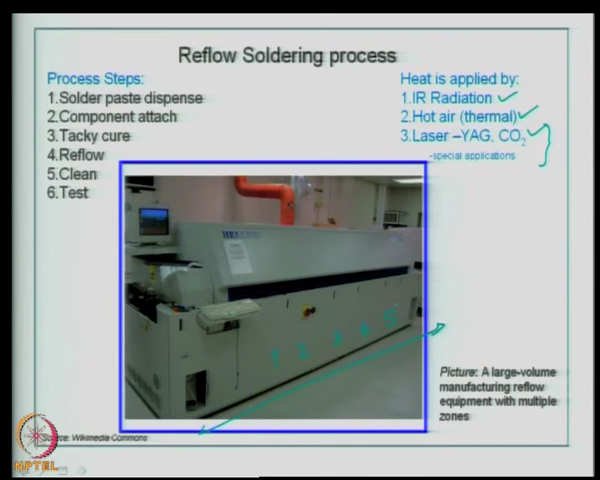 Reflow Soldering process
Process Steps:
1.Solder paste dispense
2.Component attach
3.Tacky cure
4.Reflow
5.Clean
6.Test
Heat is applied by:
1.IR Radiation
2.Hot air (thermal)
3.Laser –YAG, CO2
-special applications
1 2 3 4 5
Picture: A large-volume
manufacturing reflow
equipment with multiple
zones
Source: Wikimedia Commons
NPTEL